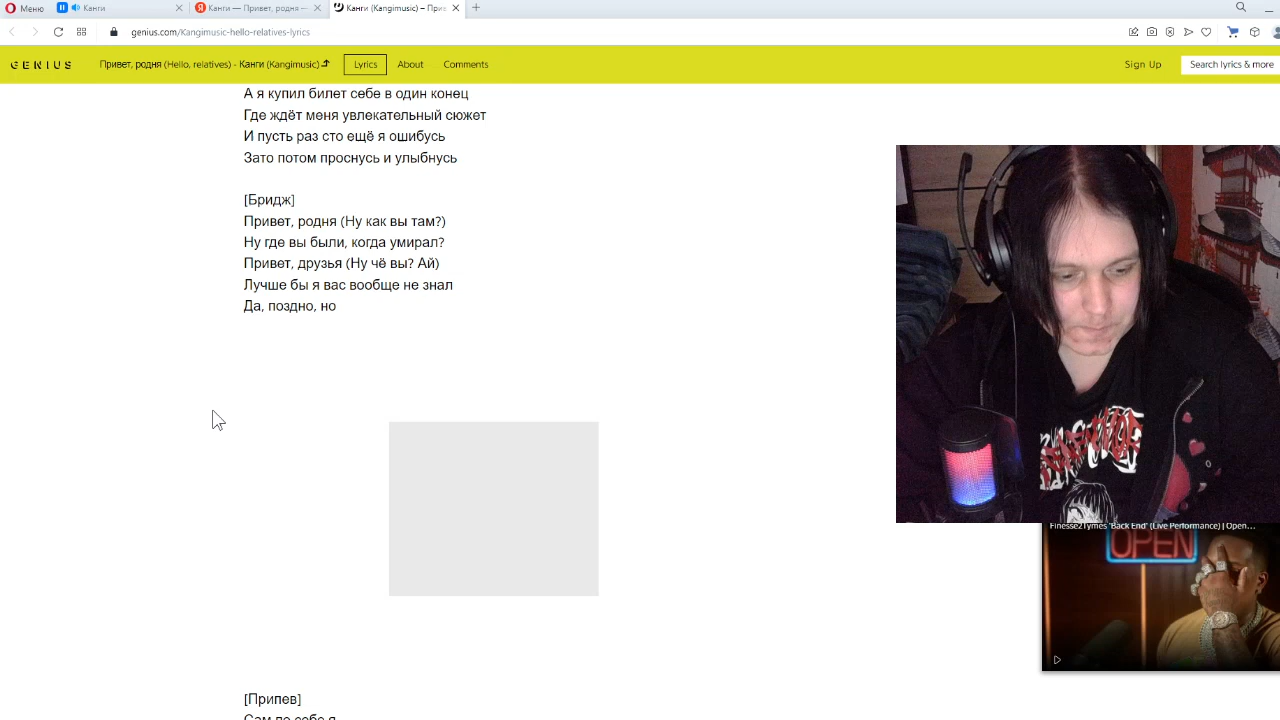 Меню
Канги
Канги — Привет, родня —
Канги (Kangimusic) – Прив
genius.com/Kangimusic-hello-relatives-lyrics
GENIUS
Привет, родня (Hello, relatives) - Канги (Kangimusic)
Lyrics
About
Comments
Sign Up
Search lyrics & more
А я купил билет себе в один конец
Где ждёт меня увлекательный сюжет
И пусть раз сто ещё я ошибусь
Зато потом проснусь и улыбнусь
[Бридж]
Привет, родня (Ну как вы там?)
Ну где вы были, когда умирал?
Привет, друзья (Ну чё вы? Ай)
Лучше бы я вас вообще не знал
Да, поздно, но
Finesse2Tymes "Back End" (Live Performance) | Open...
OPEN
[Припев]
Сам по себе я